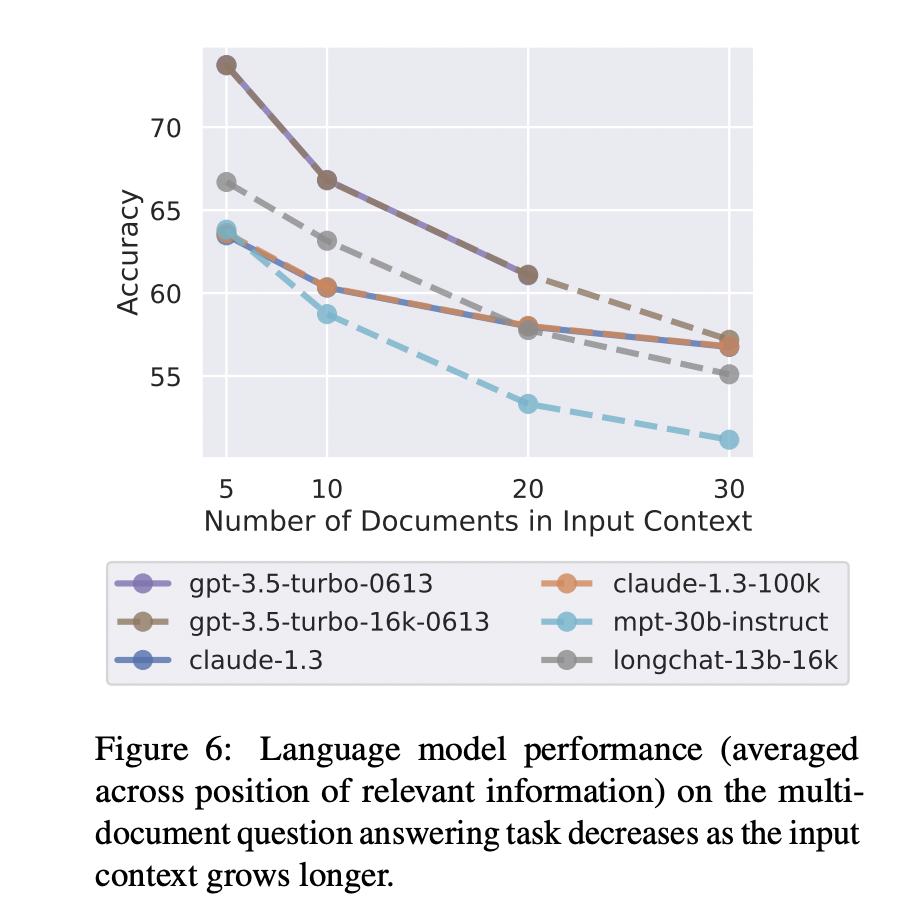 70
65
60
55
Accuracy
5 10 20 30
Number of Documents in Input Context
gpt-3.5-turbo-0613
gpt-3.5-turbo-16k-0613
claude-1.3
claude-1.3-100k
mpt-30b-instruct
longchat-13b-16k
Figure 6: Language model performance (averaged
across position of relevant information) on the multi-
document question answering task decreases as the input
context grows longer.